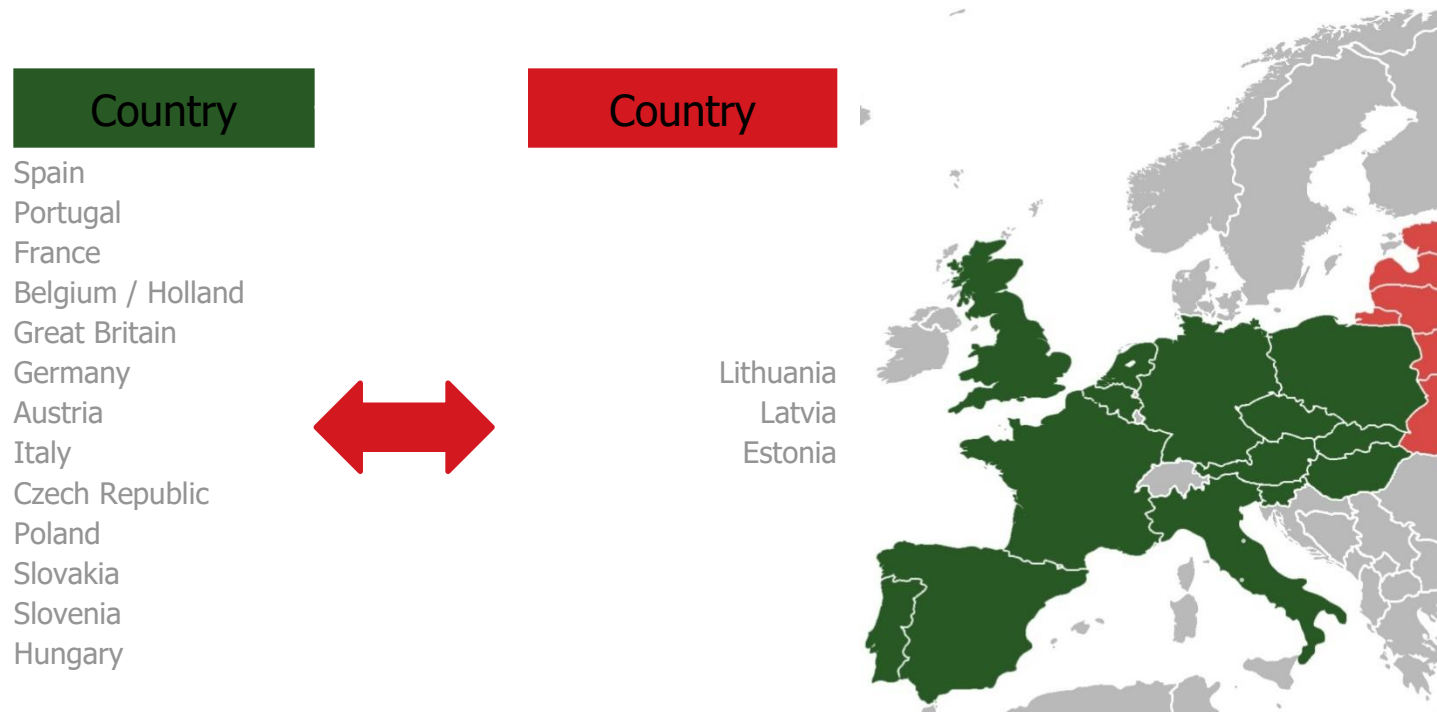 Country
Spain
Portugal
France
Belgium / Holland
Great Britain
Germany
Austria
Italy
Czech Republic
Poland
Slovakia
Slovenia
Hungary
Country
Lithuania
Latvia
Estonia